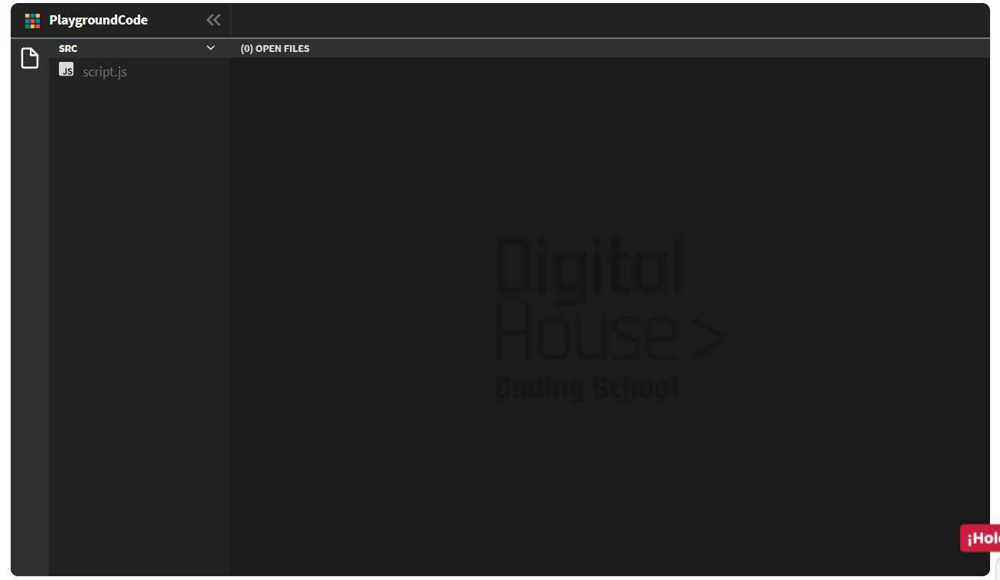 PlaygroundCode
SRC
(0) OPEN FILES
JS
script.js
Digital
House >
Coding School